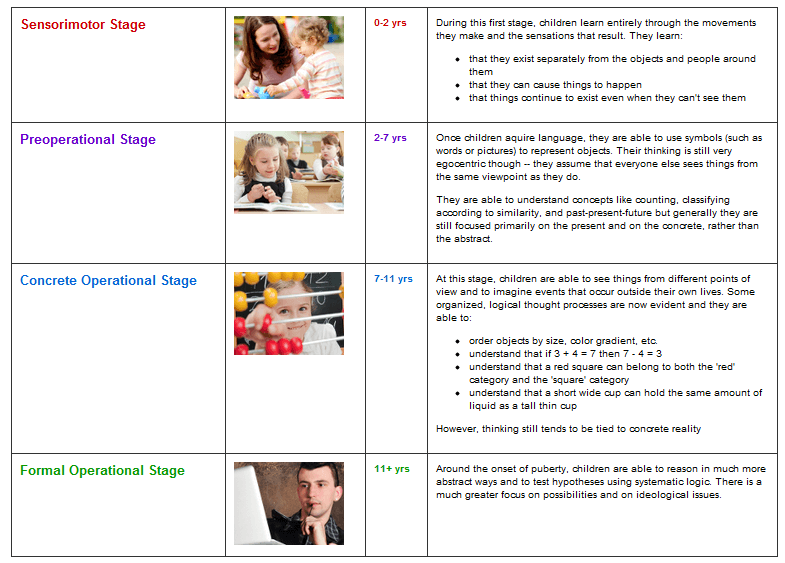 Sensorimotor Stage
0-2 yrs
During this first stage, children learn entirely through the movements
they make and the sensations that result. They learn:
• that they exist separately from the objects and people around
them
• that they can cause things to happen
• that things continue to exist even when they can't see them
Preoperational Stage
2-7 yrs
Once children aquire language, they are able to use symbols (such as
words or pictures) to represent objects. Their thinking is still very
egocentric though -- they assume that everyone else sees things from
the same viewpoint as they do.
They are able to understand concepts like counting, classifying
according to similarity, and past-present-future but generally they are
still focused primarily on the present and on the concrete, rather than
the abstract.
Concrete Operational Stage
7-11 yrs
At this stage, children are able to see things from different points of
view and to imagine events that occur outside their own lives. Some
organized, logical thought processes are now evident and they are
able to:
• order objects by size, color gradient, etc.
• understand that if 3 + 4 = 7 then 7 - 4 = 3
• understand that a red square can belong to both the 'red'
category and the 'square' category
• understand that a short wide cup can hold the same amount of
liquid as a tall thin cup
However, thinking still tends to be tied to concrete reality
Formal Operational Stage
11+ yrs
Around the onset of puberty, children are able to reason in much more
abstract ways and to test hypotheses using systematic logic. There is a
much greater focus on possibilities and on ideological issues.